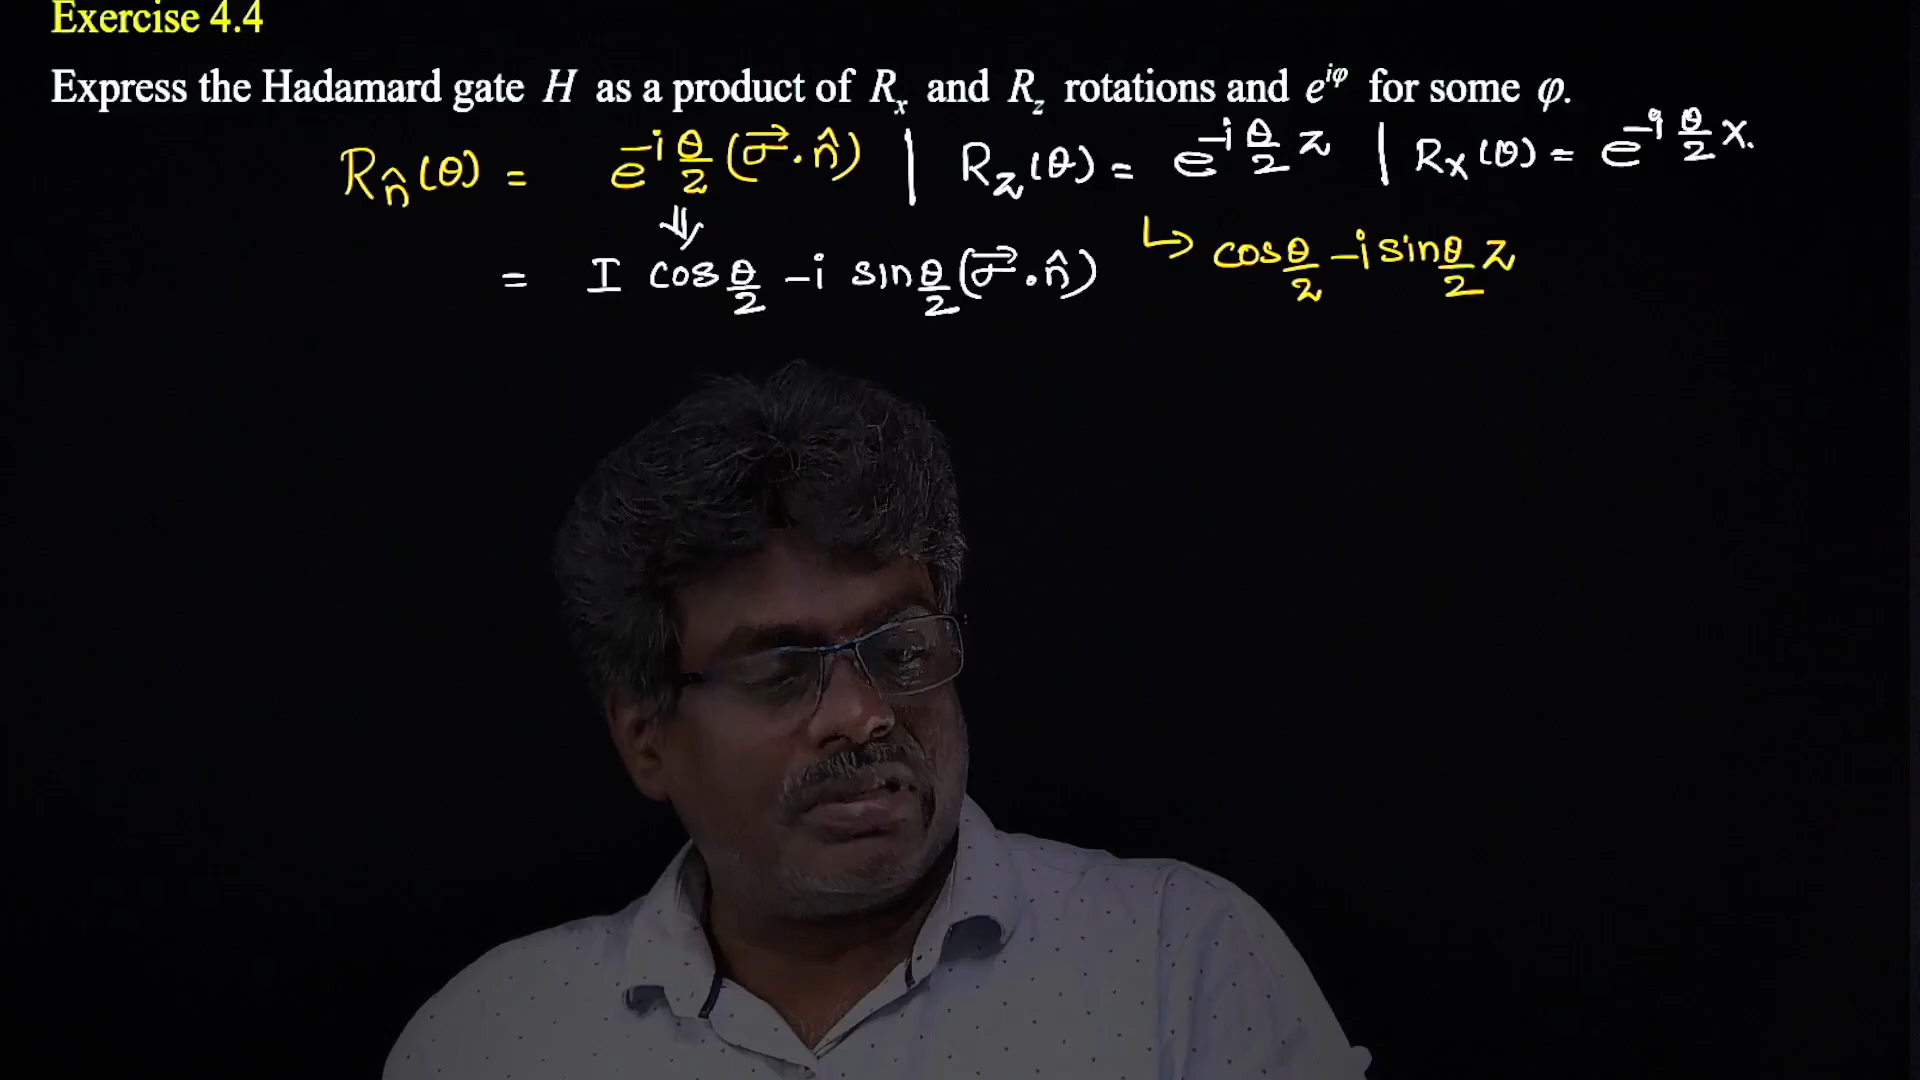 Exercise 4.4
Express the Hadamard gate H as a product of Rₓ and R_z rotations and e^{iφ} for some φ.
R_n̂(θ) = e^{-i θ/2 (σ⃗.n̂)} | R_z(θ) = e^{-i θ/2 Z} | R_x(θ) = e^{-i θ/2 X}.
⇓
= I cos θ/2 -i sin θ/2 (σ⃗.n̂) ↳ cos θ/2 -i sin θ/2 Z